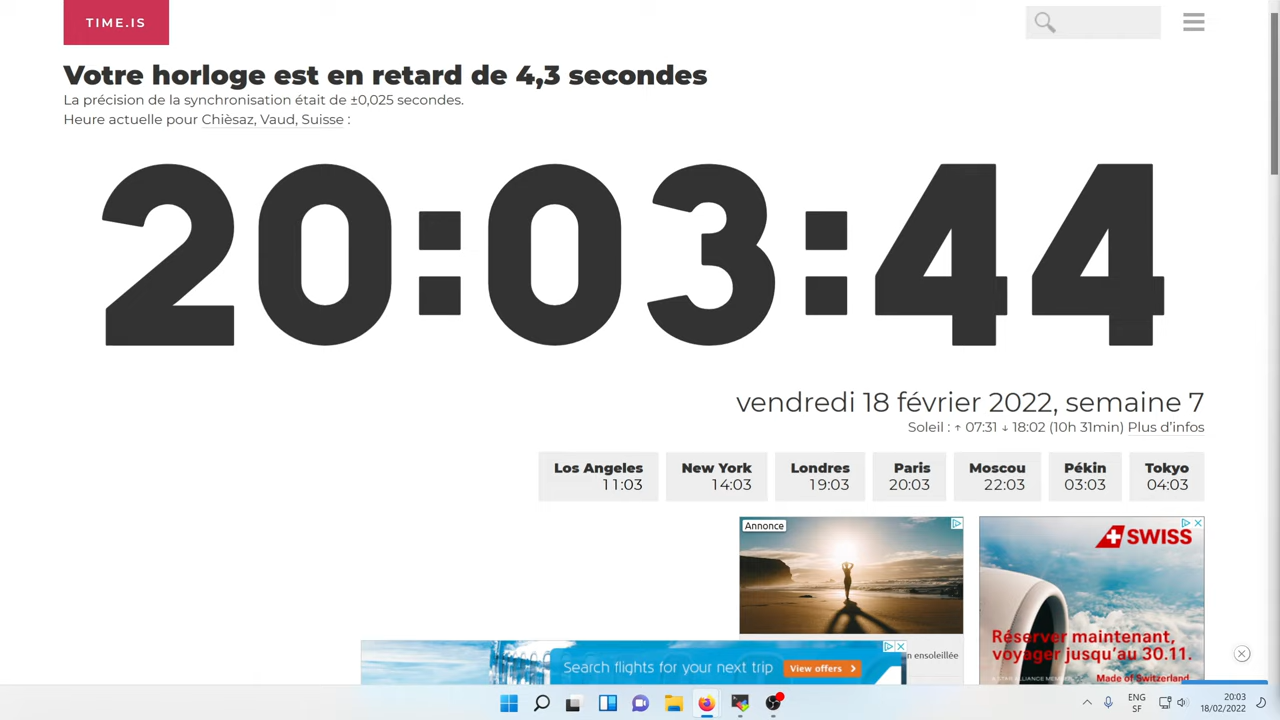 TIME.IS
Votre horloge est en retard de 4,3 secondes
La précision de la synchronisation était de ±0,025 secondes.
Heure actuelle pour Chièsaz, Vaud, Suisse :
20:03:44
vendredi 18 février 2022, semaine 7
Soleil : ↑ 07:31 ↓ 18:02 (10h 31min) Plus d'infos
Los Angeles New York Londres Paris Moscou Pékin Tokyo
11:03 14:03 19:03 20:03 22:03 03:03 04:03
Annonce
SWISS
Réserver maintenant,
voyager jusqu'au 30.11.
A STAR ALLIANCE MEMBER
Made of Switzerland.
ensoleillée
Search flights for your next trip View offers
ENG
SF
20:03
18/02/2022